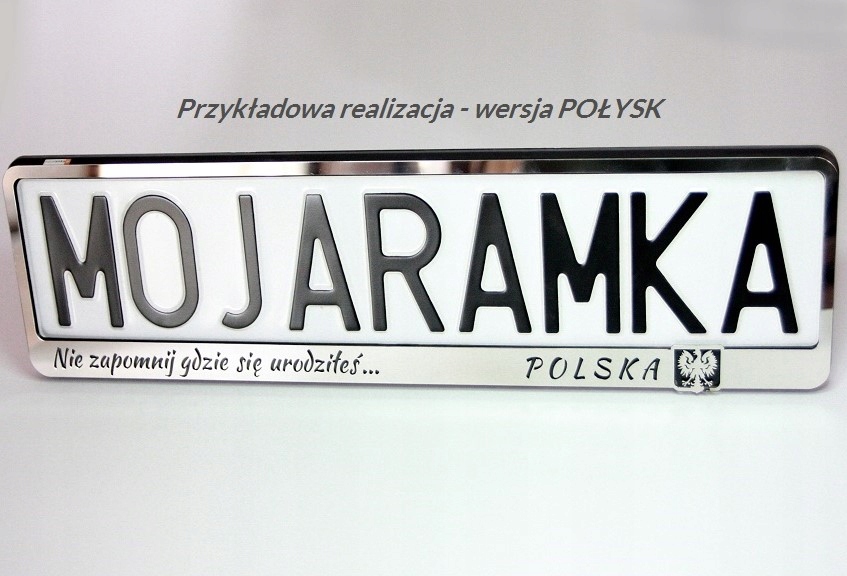 Przykładowa realizacja - wersja POŁYSK
MOJARAMKA
Nie zapomnij gdzie się urodziłeś... POLSKA